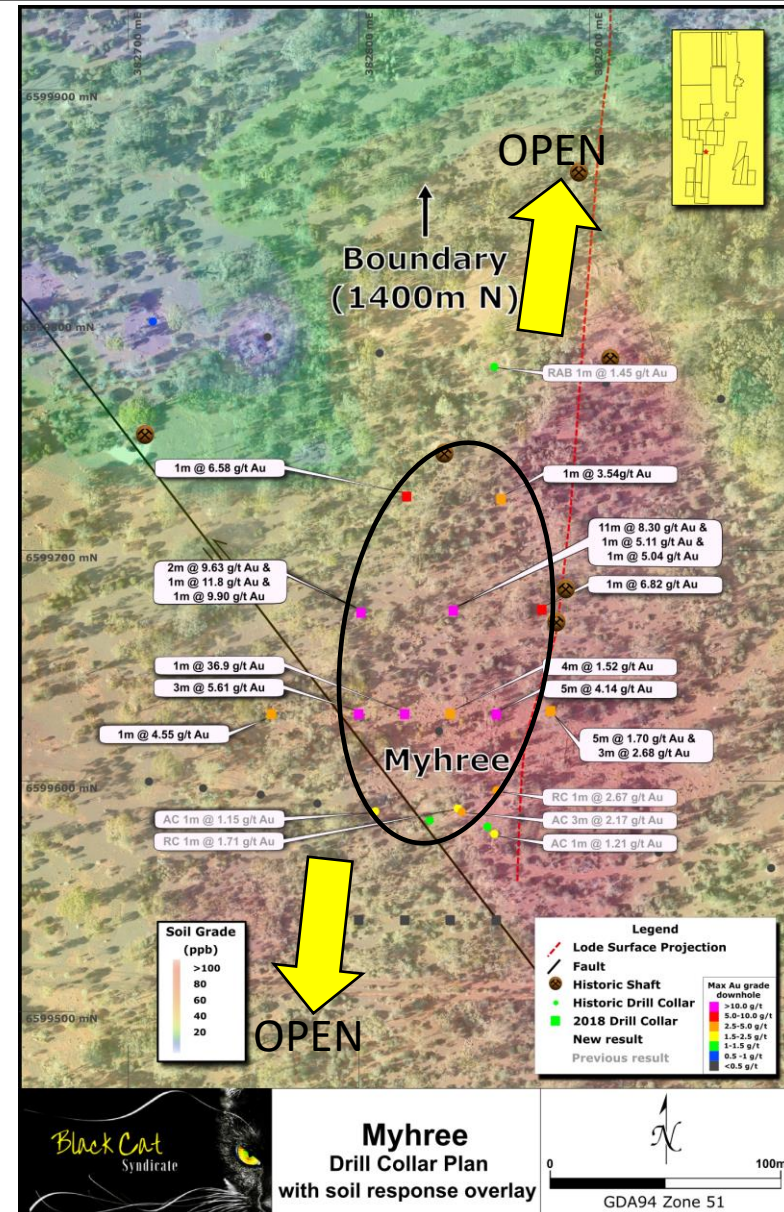 382700 mE
382800 mE
382900 mE
6599900 mN
OPEN
Boundary
(1400m N)
RAB 1m @ 1.45 g/t Au
1m @ 6.58 g/t Au
1m @ 3.54g/t Au
11m @ 8.30 g/t Au &
1m @ 5.11 g/t Au &
1m @ 5.04 g/t Au
6599700 mN
2m @ 9.63 g/t Au &
1m @ 11.8 g/t Au &
1m @ 9.90 g/t Au
1m @ 6.82 g/t Au
1m @ 36.9 g/t Au
4m @ 1.52 g/t Au
3m @ 5.61 g/t Au
5m @ 4.14 g/t Au
1m @ 4.55 g/t Au
5m @ 1.70 g/t Au &
3m @ 2.68 g/t Au
Myhree
6599600 mN
RC 1m @ 2.67 g/t Au
AC 1m @ 1.15 g/t Au
AC 3m @ 2.17 g/t Au
RC 1m @ 1.71 g/t Au
AC 1m @ 1.21 g/t Au
Soil Grade
(ppb)
>100
80
60
40
20
OPEN
6599500 mN
Legend
Lode Surface Projection
Fault
Historic Shaft
Historic Drill Collar
2018 Drill Collar
New result
Previous result
Max Au grade
downhole
>10.0 g/t
5.0-10.0 g/t
2.5-5.0 g/t
1.5-2.5 g/t
1-1.5 g/t
0.5 -1 g/t
<0.5 g/t
Black Cat
Syndicate
Myhree
Drill Collar Plan
with soil response overlay
N
0 100m
GDA94 Zone 51